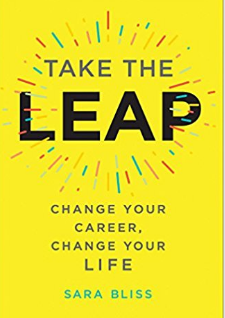 TAKE THE
LEAP
CHANGE YOUR
CAREER,
CHANGE YOUR
LIFE
SARA BLISS